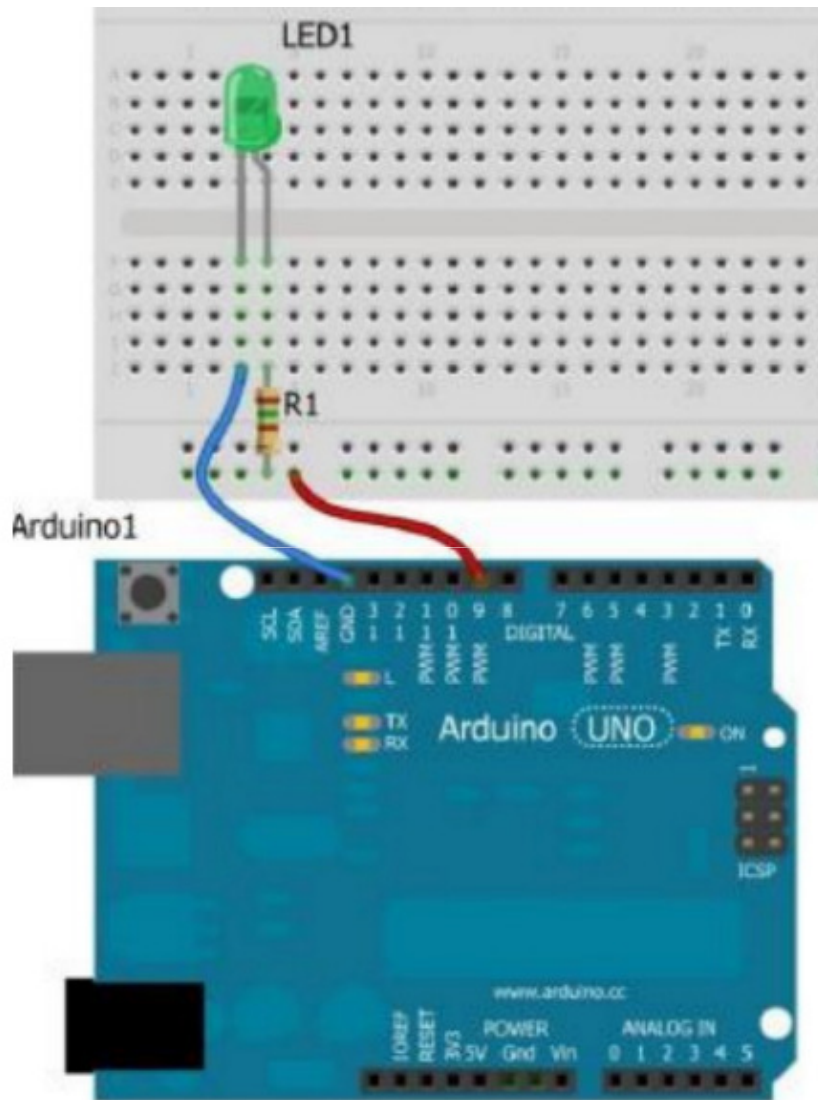 LED1
R1
Arduino1
SCL
SDA
AREF
GND
13
12
11
10
9
8
7
6
5
4
3
2
1
0
PWM
PWM
PWM
DIGITAL
PWM
PWM
PWM
TX
RX
L
TX
RX
Arduino UNO
ON
1
ICSP
www.arduino.cc
POWER
ANALOG IN
IOREF
RESET
3V3
5V
Gnd
Vin
0
1
2
3
4
5